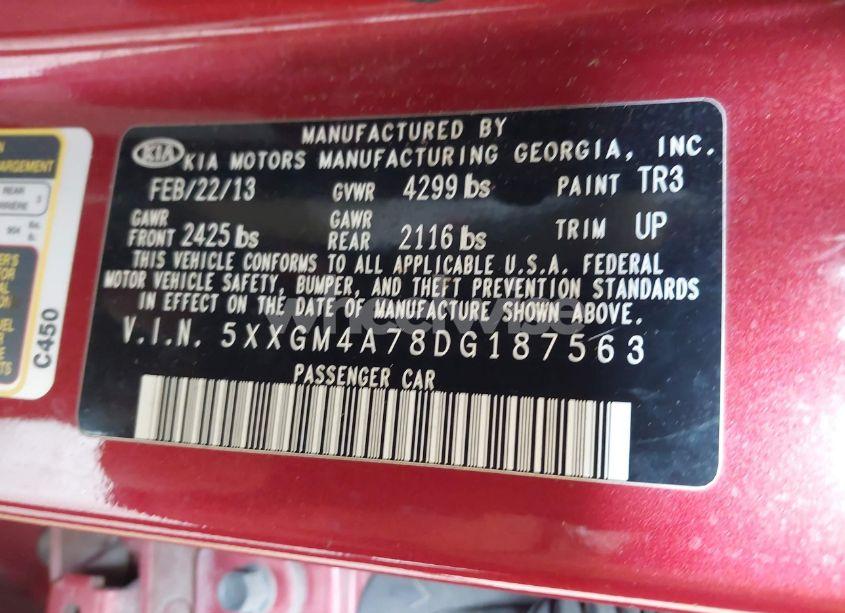 MANUFACTURED BY
KIA KIA MOTORS MANUFACTURING GEORGIA, INC.
FEB/22/13 GVWR 4299 lbs PAINT TR3
GAWR FRONT 2425 lbs GAWR REAR 2116 lbs TRIM UP
THIS VEHICLE CONFORMS TO ALL APPLICABLE U.S.A. FEDERAL
MOTOR VEHICLE SAFETY, BUMPER, AND THEFT PREVENTION STANDARDS
IN EFFECT ON THE DATE OF MANUFACTURE SHOWN ABOVE.
V.I.N. 5XXGM4A78DG187563
PASSENGER CAR
C450
REAR